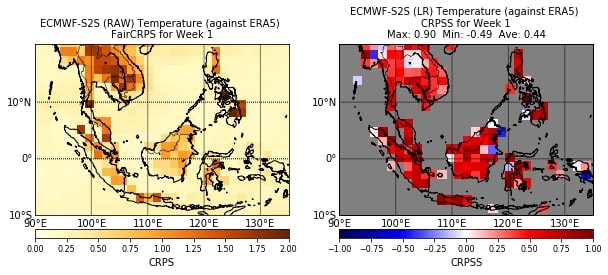 ECMWF-S2S (RAW) Temperature (against ERA5)
FairCRPS for Week 1
10°N
0°
10°S
90°E
100°E
110°E
120°E
130°E
0.00 0.25 0.50 0.75 1.00 1.25 1.50 1.75 2.00
CRPS
ECMWF-S2S (LR) Temperature (against ERA5)
CRPSS for Week 1
Max: 0.90 Min: -0.49 Ave: 0.44
10°N
0°
10°S
90°E
100°E
110°E
120°E
130°E
−1.00 −0.75 −0.50 −0.25 0.00 0.25 0.50 0.75 1.00
CRPSS